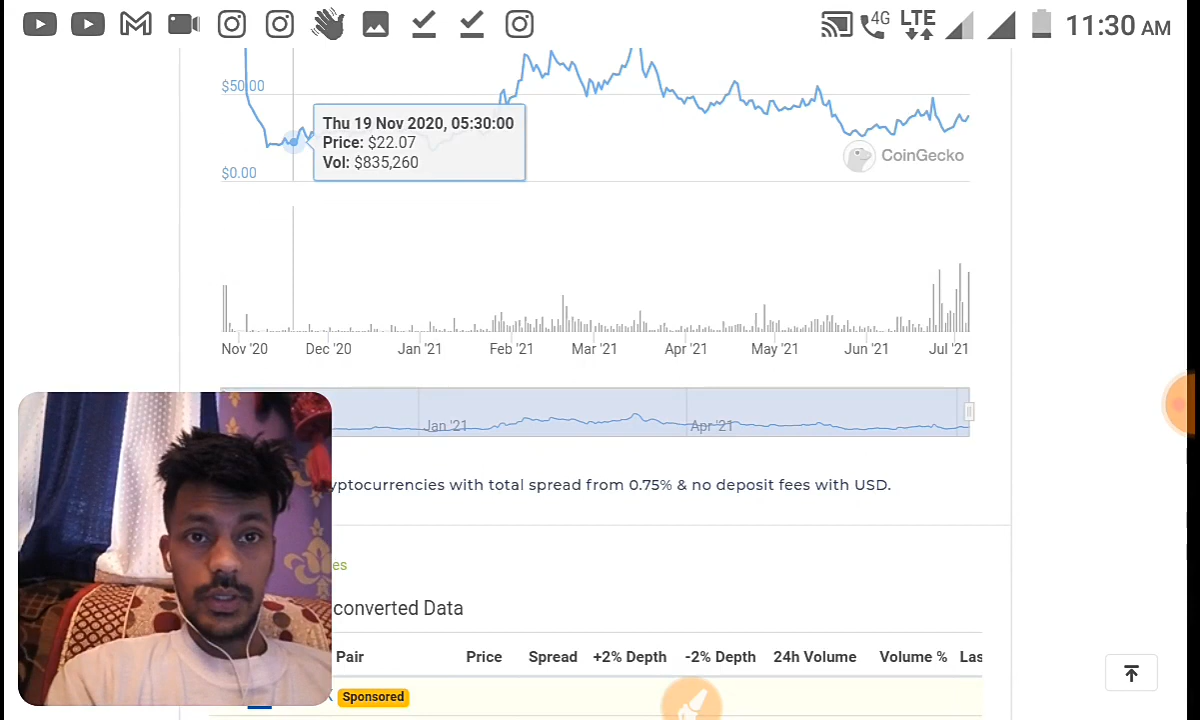 4G LTE 11:30 AM
$50.00
Thu 19 Nov 2020, 05:30:00
Price: $22.07
Vol: $835,260
CoinGecko
$0.00
Nov '20 Dec '20 Jan '21 Feb '21 Mar '21 Apr '21 May '21 Jun '21 Jul '21
Jan '21 Apr '21
yptocurrencies with total spread from 0.75% & no deposit fees with USD.
es
converted Data
Pair Price Spread +2% Depth -2% Depth 24h Volume Volume % Las
X Sponsored